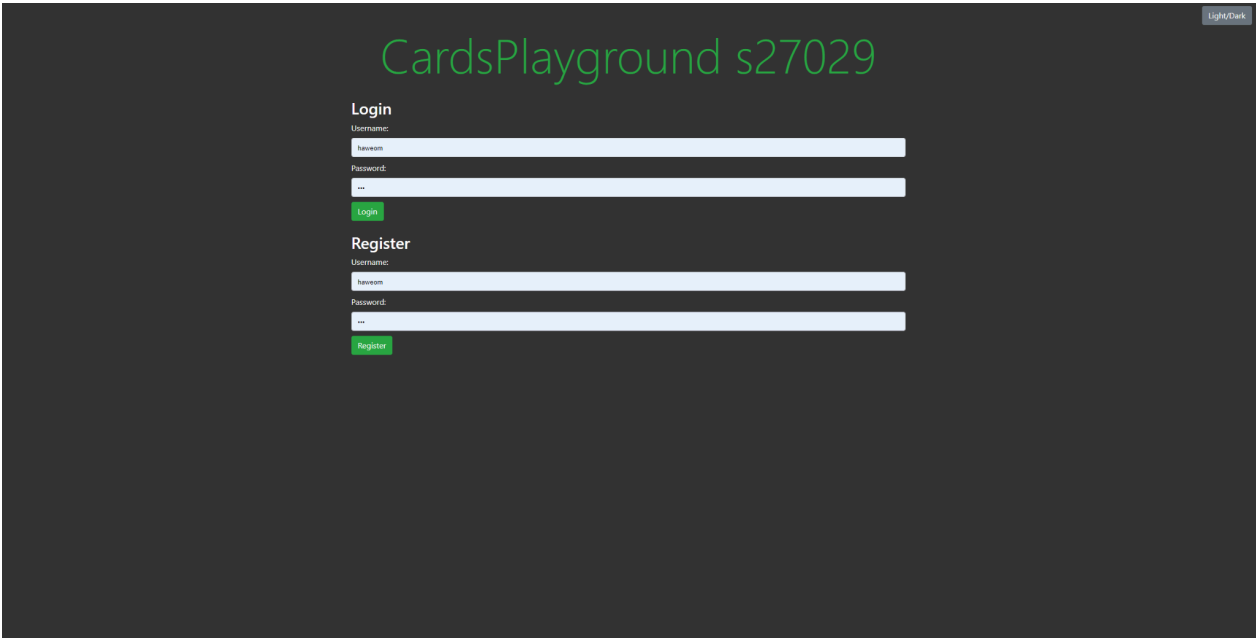 Light/Dark
CardsPlayground s27029
Login
Username:
haweom
Password:
•••
Login
Register
Username:
haweom
Password:
•••
Register